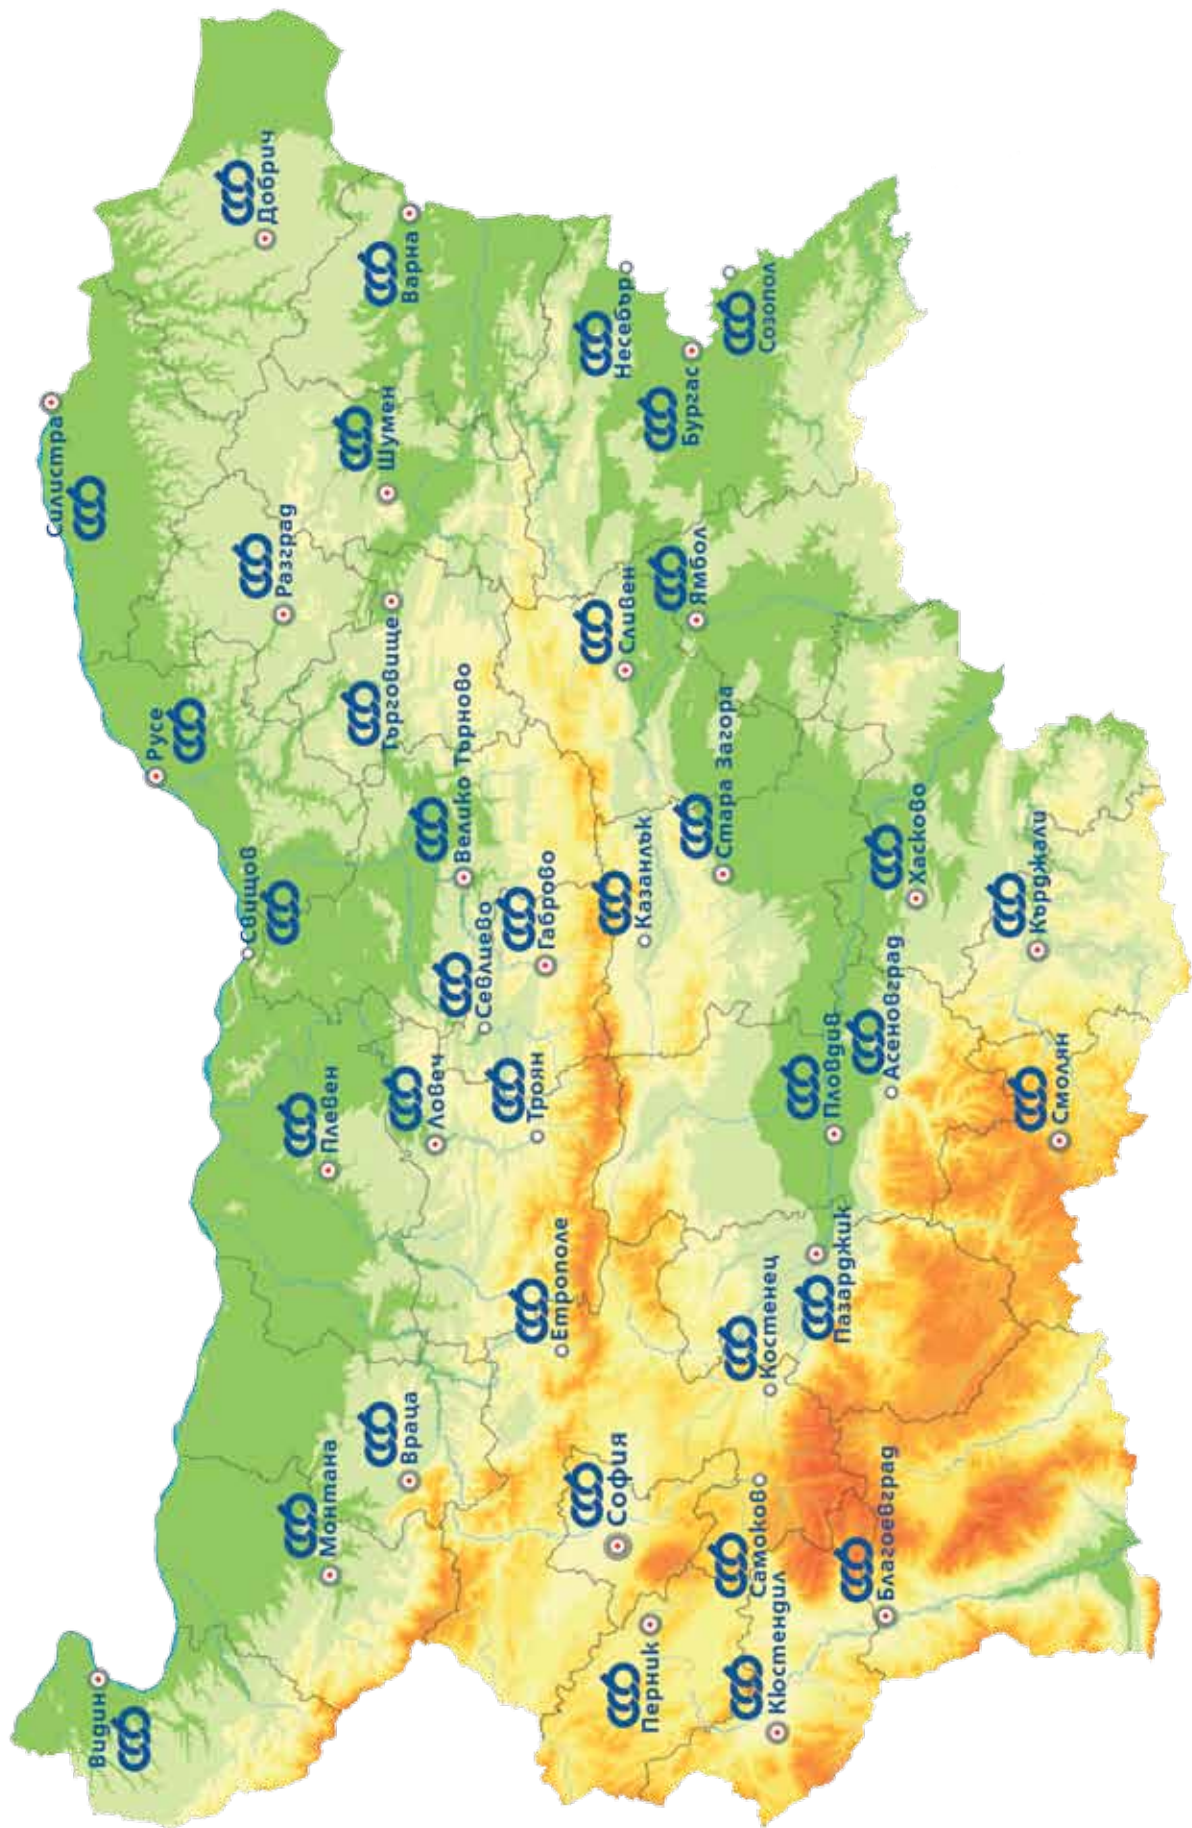 Силистра
Видин
Русе
Свищов
Добрич
Разград
Плевен
Монтана
Шумен
Търговище
Враца
Варна
Ловеч
Велико Търново
Севлиево
Троян
Габрово
Етрополе
София
Несебър
Сливен
Казанлък
Перник
Бургас
Ямбол
Стара Загора
Самоков
Созопол
Костенец
Кюстендил
Пловдив
Пазарджик
Благоевград
Асеновград
Хасково
Кърджали
Смолян